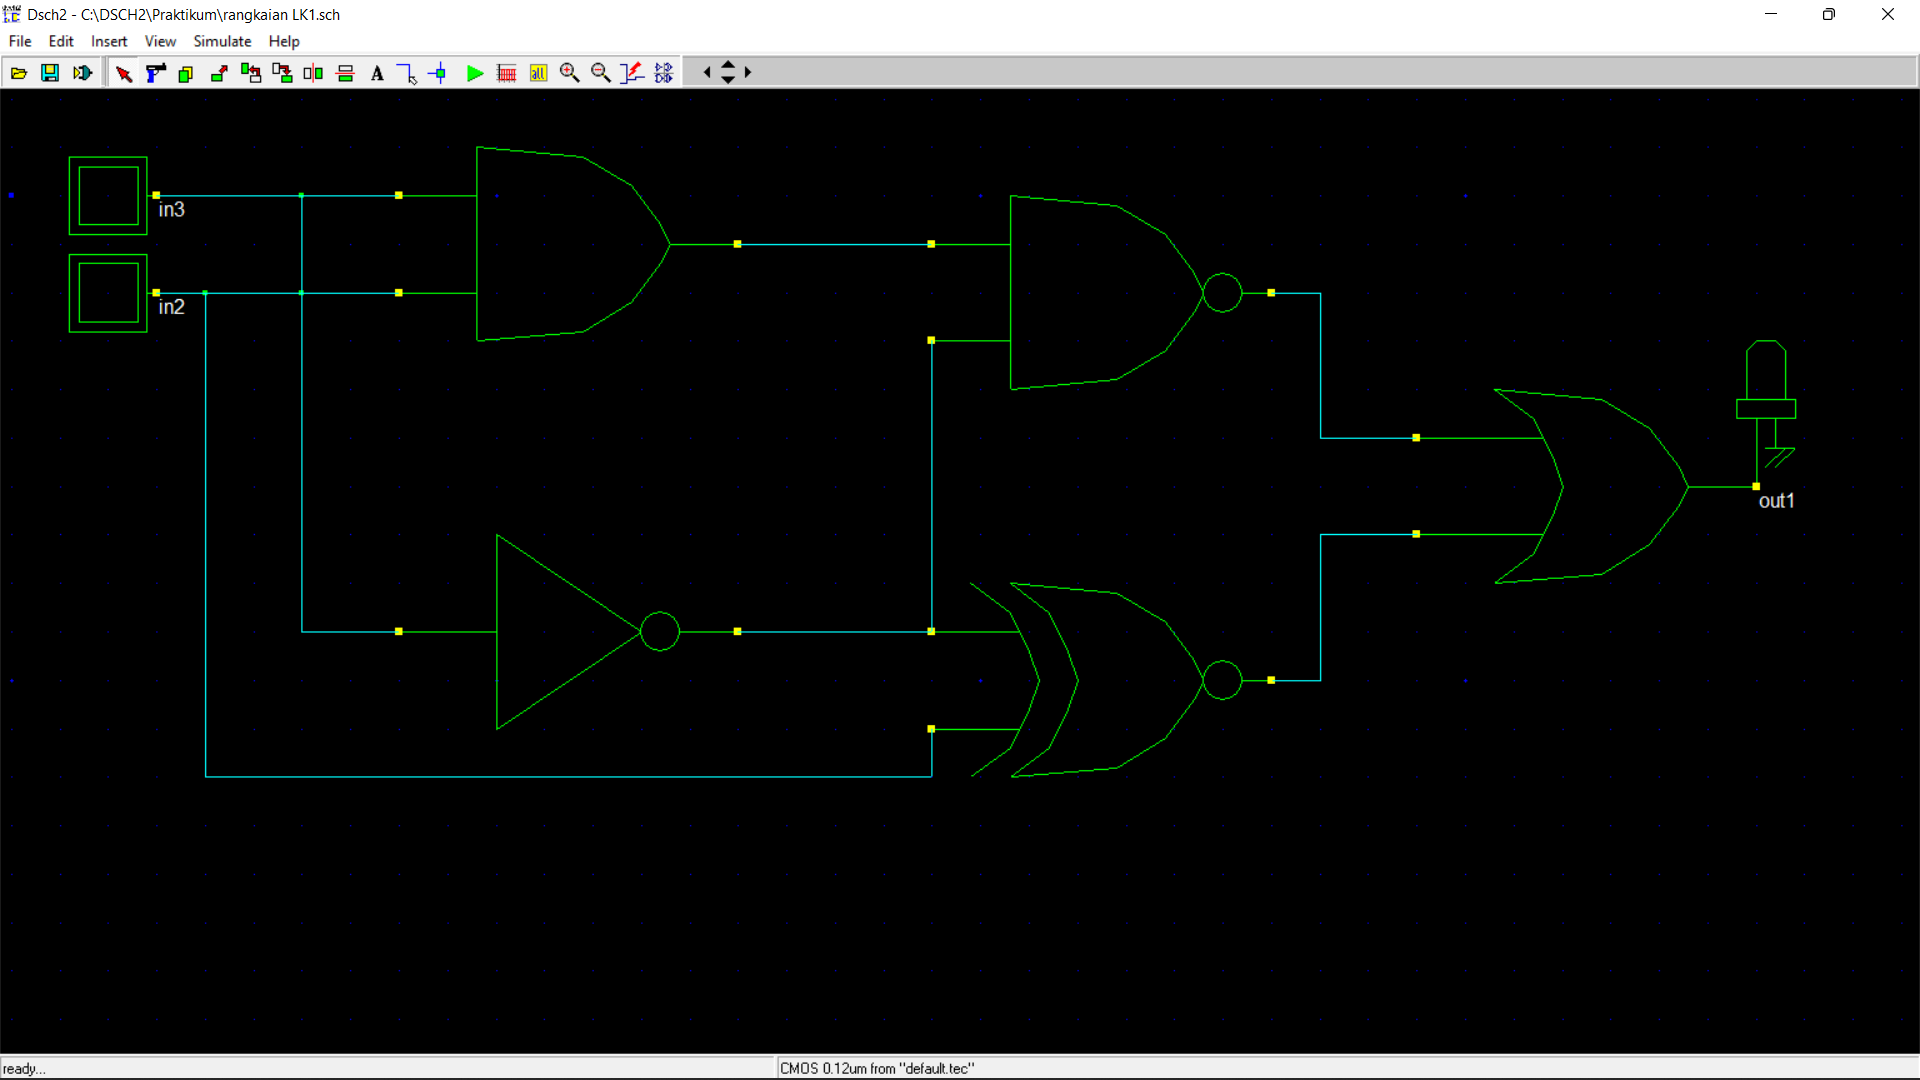 Dsch2 - C:\DSCH2\Praktikum\rangkaian LK1.sch
File Edit Insert View Simulate Help
A all
in3
in2
out1
ready... CMOS 0.12um from "default.tec"